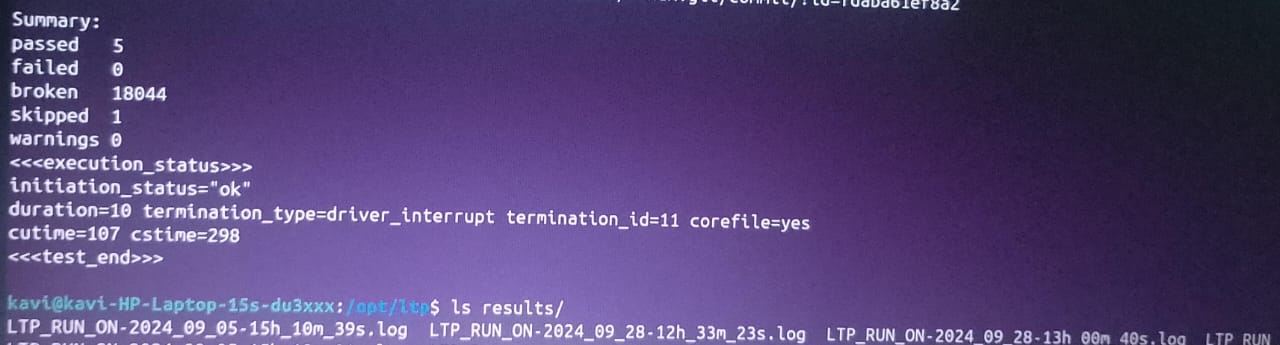 Summary:
passed 5
failed 0
broken 18044
skipped 1
warnings 0
<<<execution_status>>>
initiation_status="ok"
duration=10 termination_type=driver_interrupt termination_id=11 corefile=yes
cutime=107 cstime=298
<<<test_end>>>
kavi@kavi-HP-Laptop-15s-du3xxx:/opt/ltp$ ls results/
LTP_RUN_ON-2024_09_05-15h_10m_39s.log LTP_RUN_ON-2024_09_28-12h_33m_23s.log LTP_RUN_ON-2024_09_28-13h_00m_40s.log LTP_RUN